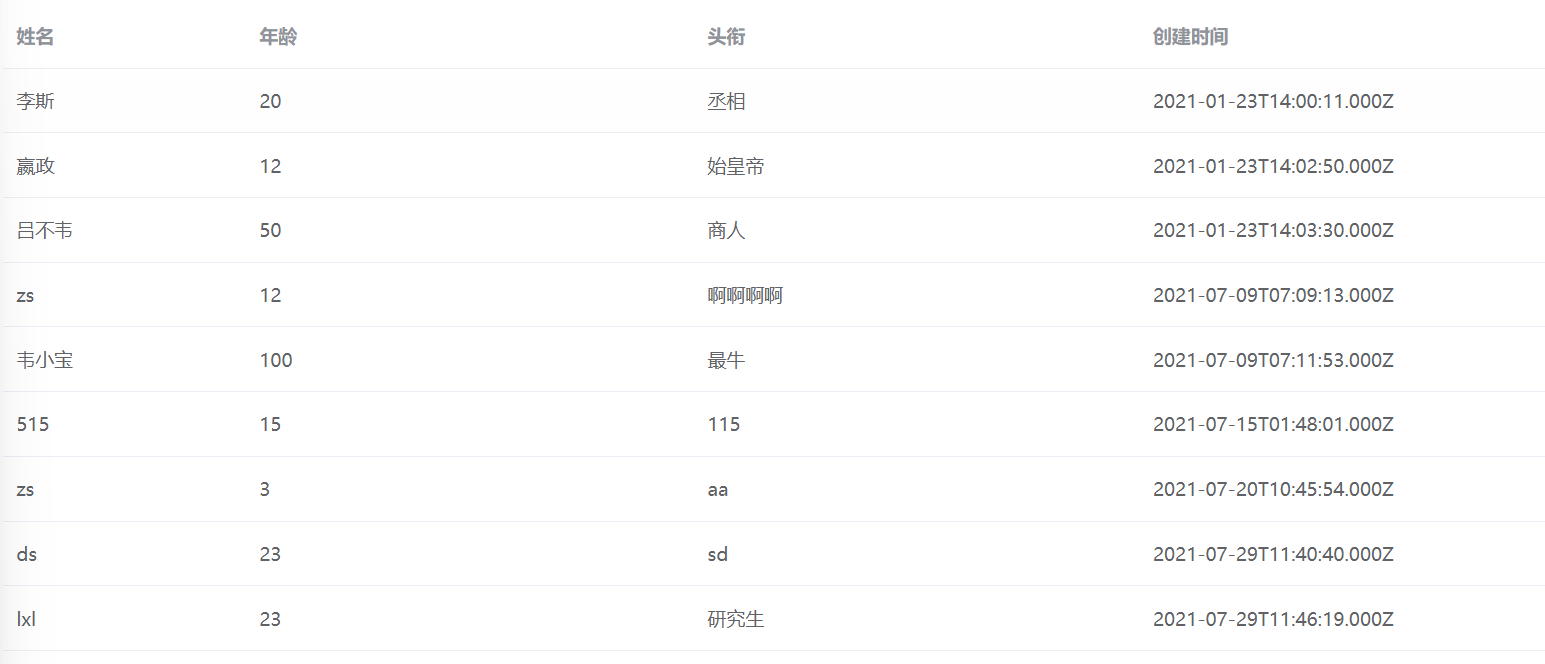 姓名 年龄 头衔 创建时间
李斯 20 丞相 2021-01-23T14:00:11.000Z
嬴政 12 始皇帝 2021-01-23T14:02:50.000Z
吕不韦 50 商人 2021-01-23T14:03:30.000Z
zs 12 啊啊啊啊 2021-07-09T07:09:13.000Z
韦小宝 100 最牛 2021-07-09T07:11:53.000Z
515 15 115 2021-07-15T01:48:01.000Z
zs 3 aa 2021-07-20T10:45:54.000Z
ds 23 sd 2021-07-29T11:40:40.000Z
lxl 23 研究生 2021-07-29T11:46:19.000Z